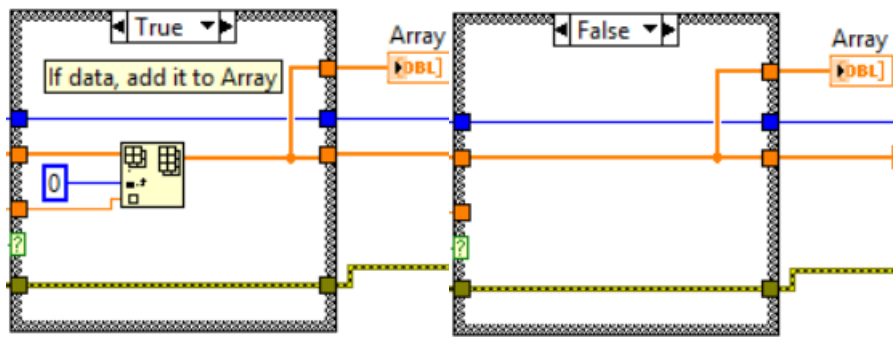 True
Array
If data, add it to Array
DBL]
0
?
False
Array
DBL]
?